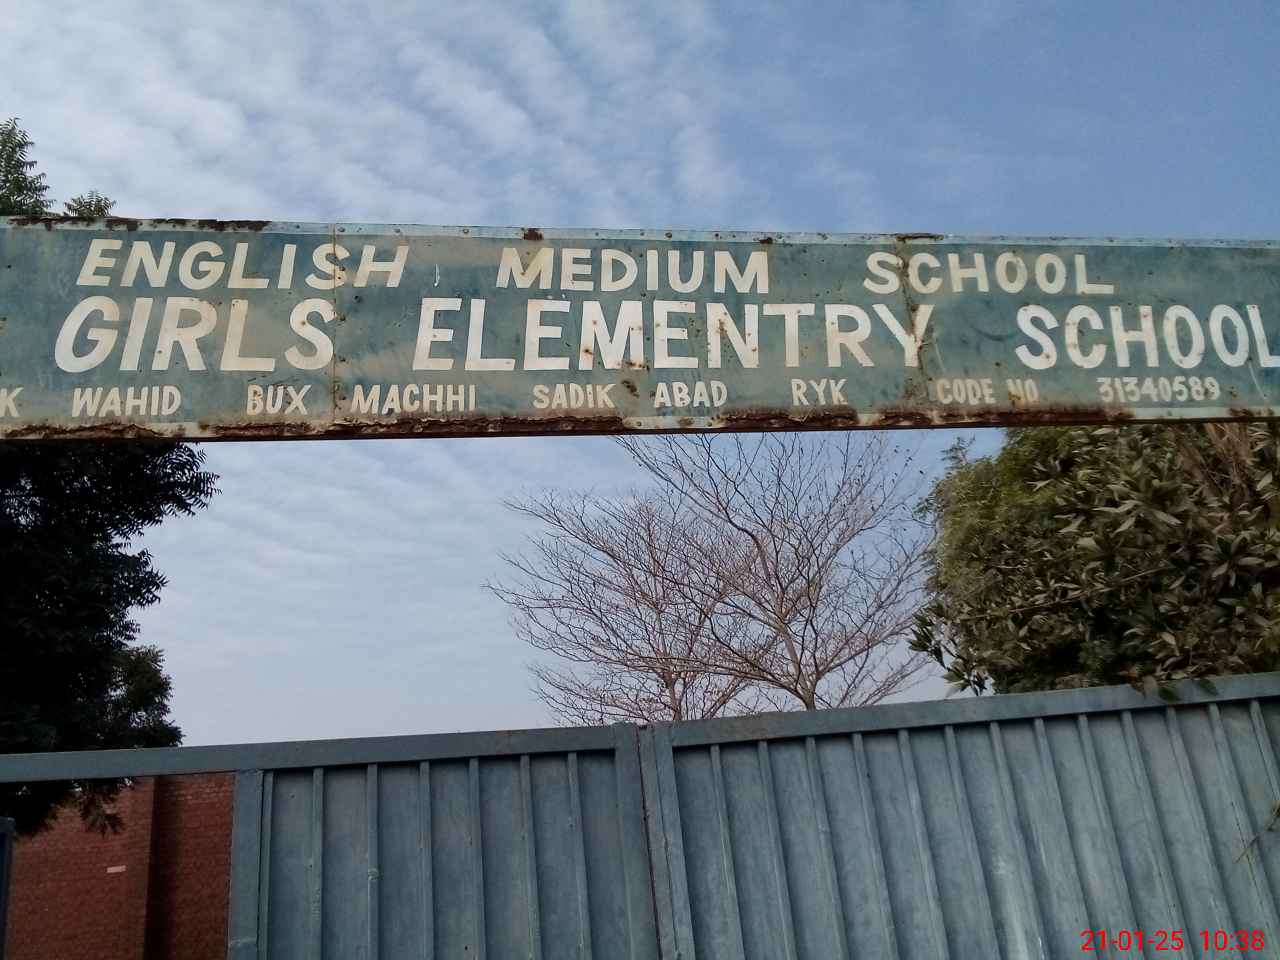 ENGLISH MEDIUM SCHOOL
GIRLS ELEMENTRY SCHOOL
K WAHID BUX MACHHI SADIK ABAD RYK CODE NO 31340589
21-01-25 10:38